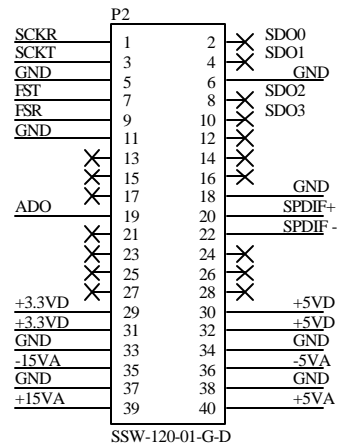 P2
SCKR 1 2 SDO0
SCKT 3 4 SDO1
GND 5 6 GND
FST 7 8 SDO2
FSR 9 10 SDO3
GND 11 12
13 14
15 16
17 18 GND
ADO 19 20 SPDIF+
21 22 SPDIF -
23 24
25 26
27 28
+3.3VD 29 30 +5VD
+3.3VD 31 32 +5VD
GND 33 34 GND
-15VA 35 36 -5VA
GND 37 38 GND
+15VA 39 40 +5VA
SSW-120-01-G-D